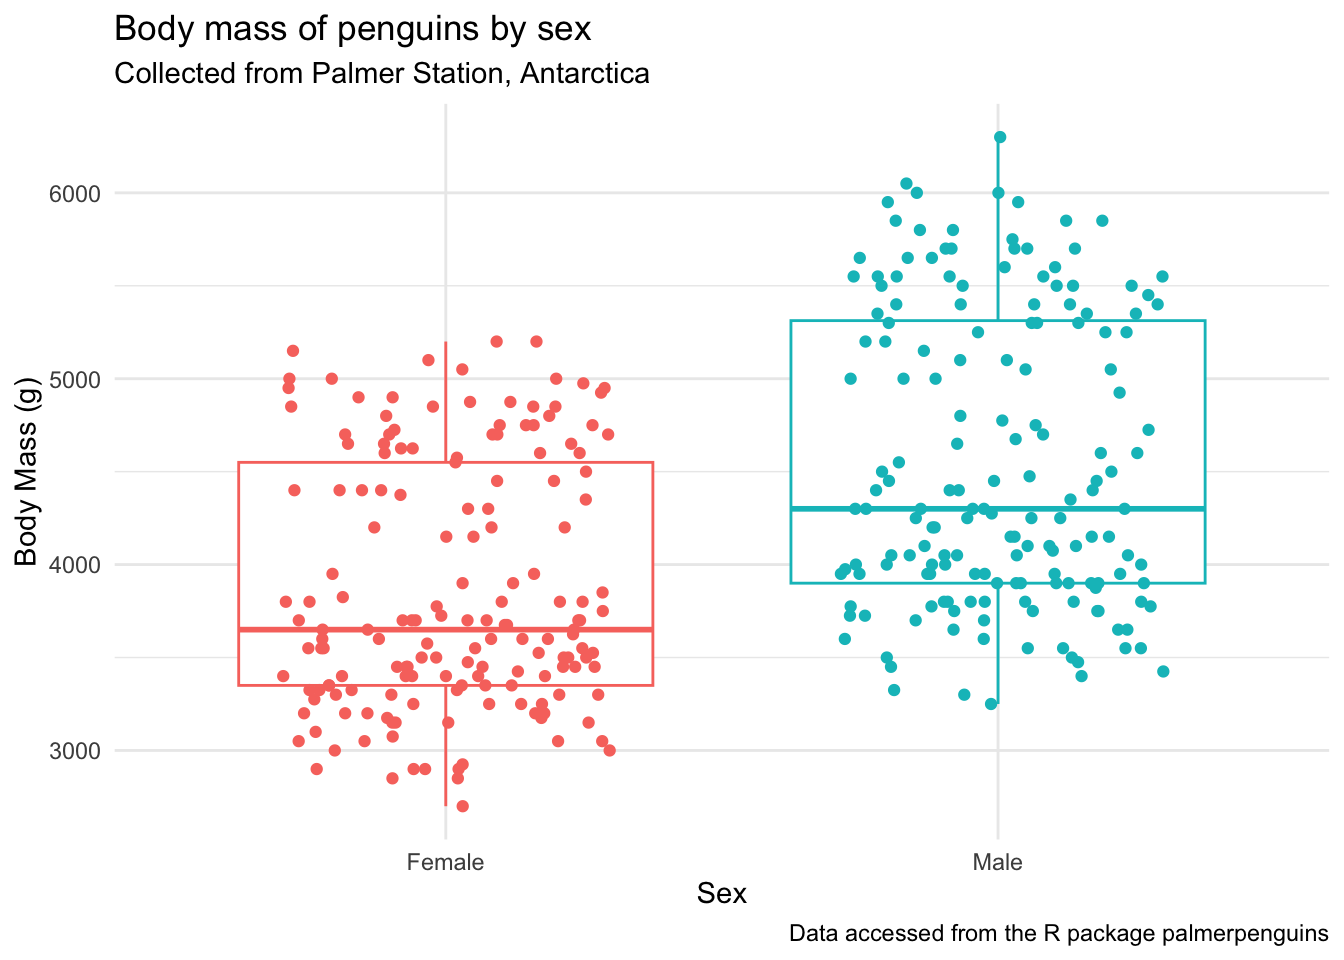 Body mass of penguins by sex
Collected from Palmer Station, Antarctica
Body Mass (g)
6000
5000
4000
3000
Female Male
Sex
Data accessed from the R package palmerpenguins